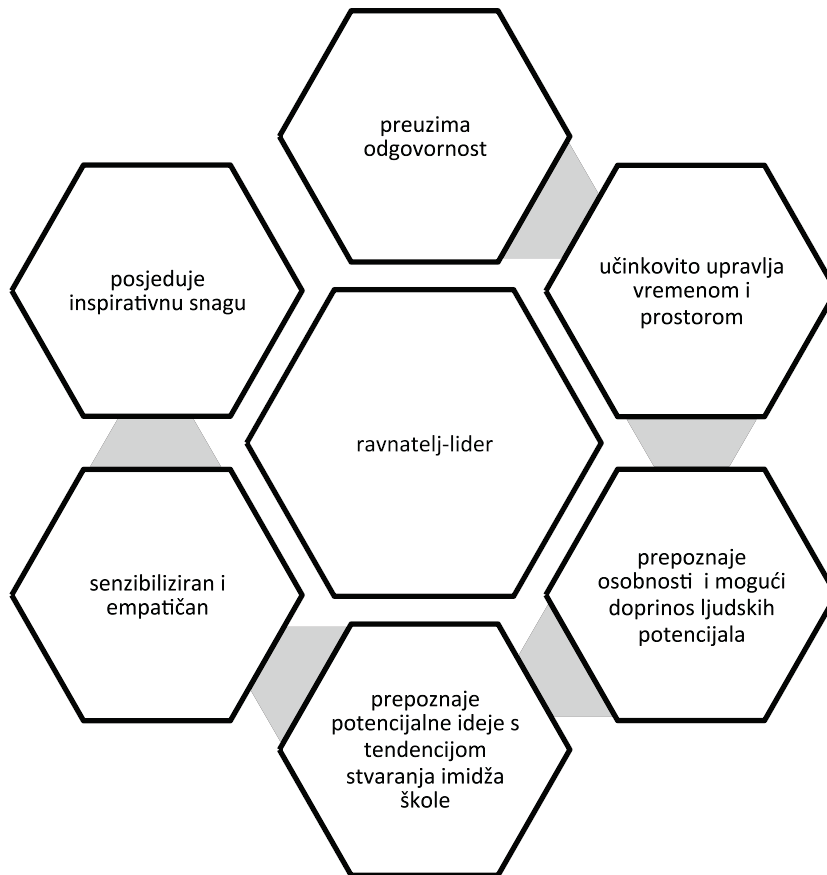 preuzima
odgovornost
učinkovito upravlja
vremenom i
prostorom
prepoznaje
osobnosti i mogući
doprinos ljudskih
potencijala
prepoznaje
potencijalne ideje s
tendencijom
stvaranja imidža
škole
senzibiliziran i
empatičan
posjeduje
inspirativnu snagu
ravnatelj-lider